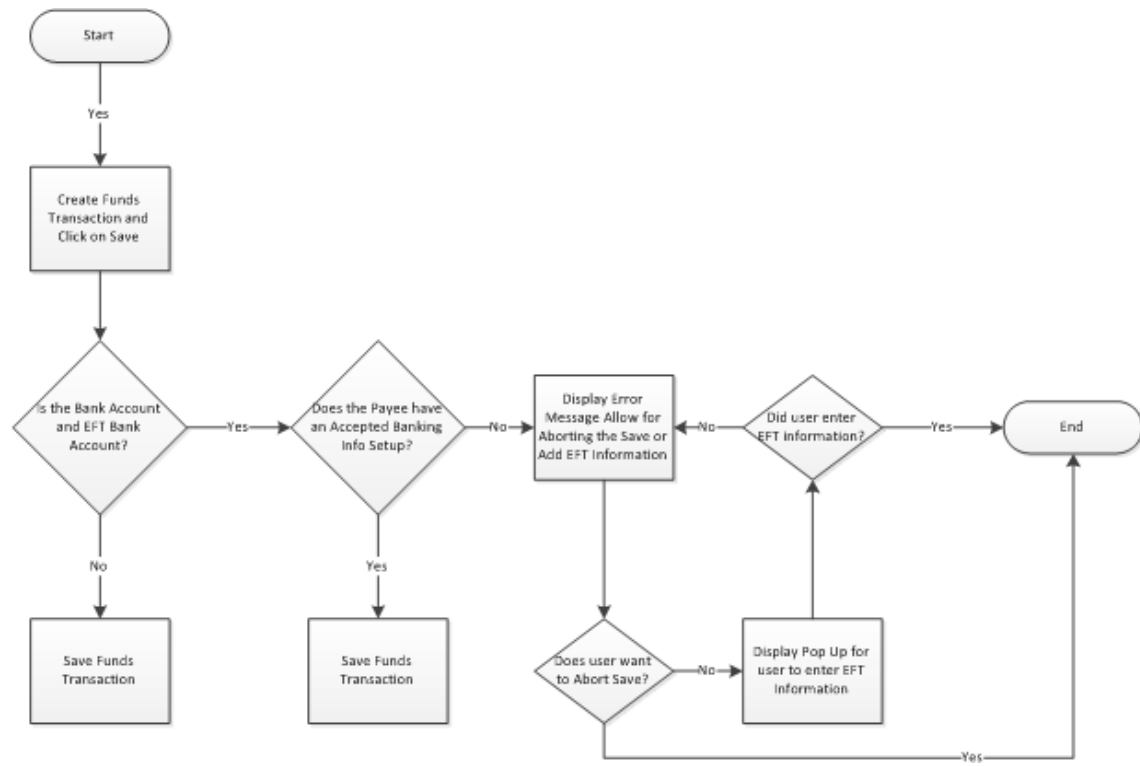 Start
Yes
Create Funds
Transaction and
Click on Save
Is the Bank Account
and EFT Bank
Account?
Yes
Does the Payee have
an Accepted Banking
Info Setup?
No
Display Error
Message Allow for
Aborting the Save or
Add EFT Information
No
Did user enter
EFT information?
Yes
End
No
Yes
Save Funds
Transaction
Save Funds
Transaction
Does user want
to Abort Save?
No
Display Pop Up for
user to enter EFT
Information
Yes